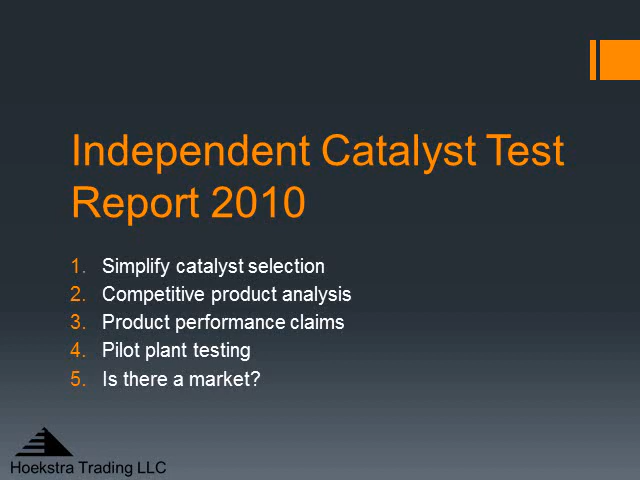 Independent Catalyst Test
Report 2010
1. Simplify catalyst selection
2. Competitive product analysis
3. Product performance claims
4. Pilot plant testing
5. Is there a market?
Hoekstra Trading LLC